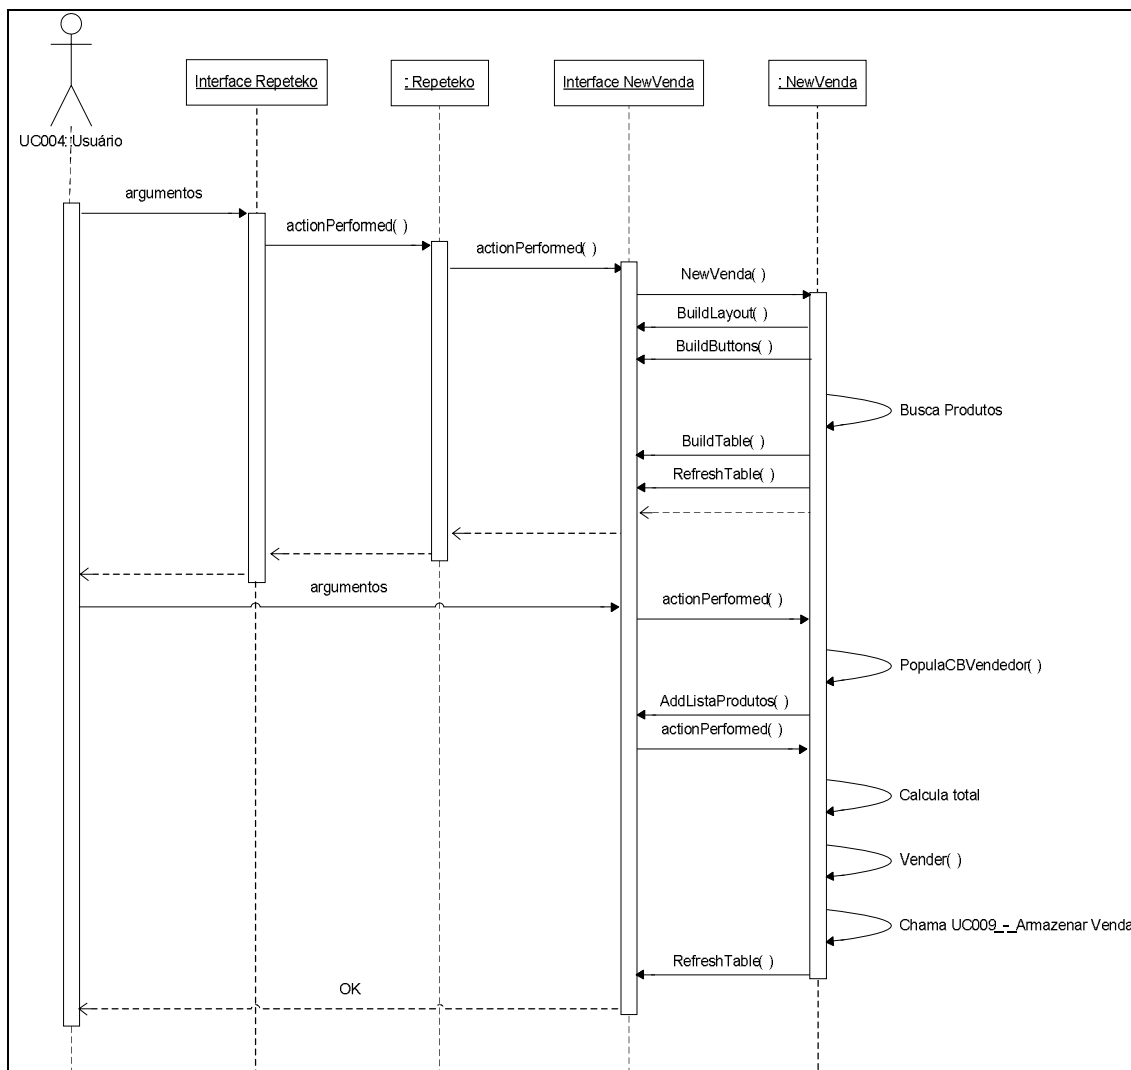 Interface Repeteko
: Repeteko
Interface NewVenda
: NewVenda
UC004: Usuário
argumentos
actionPerformed( )
actionPerformed( )
NewVenda( )
BuildLayout( )
BuildButtons( )
Busca Produtos
BuildTable( )
RefreshTable( )
argumentos
actionPerformed( )
PopulaCBVendedor( )
AddListaProdutos( )
actionPerformed( )
Calcula total
Vender( )
Chama UC009_-_Armazenar Venda
RefreshTable( )
OK